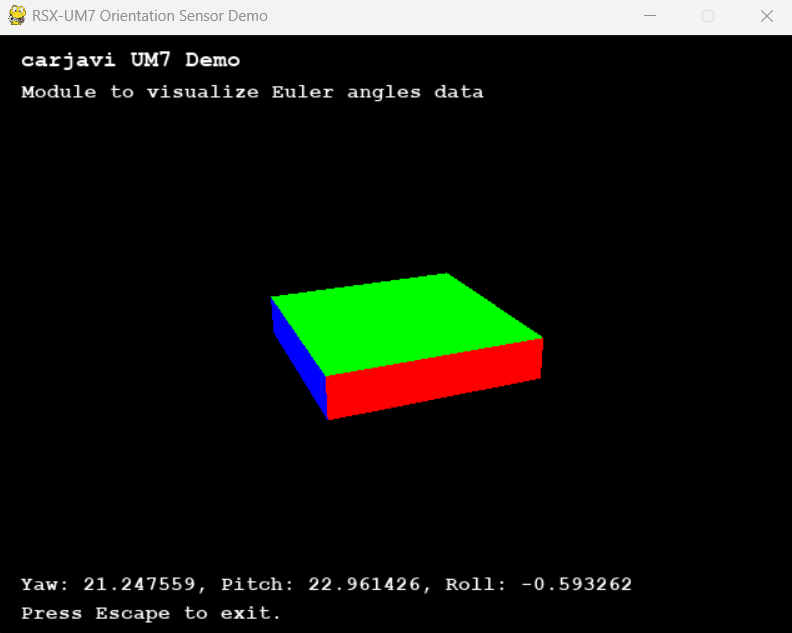 RSX-UM7 Orientation Sensor Demo
carjavi UM7 Demo
Module to visualize Euler angles data
Yaw: 21.247559, Pitch: 22.961426, Roll: -0.593262
Press Escape to exit.